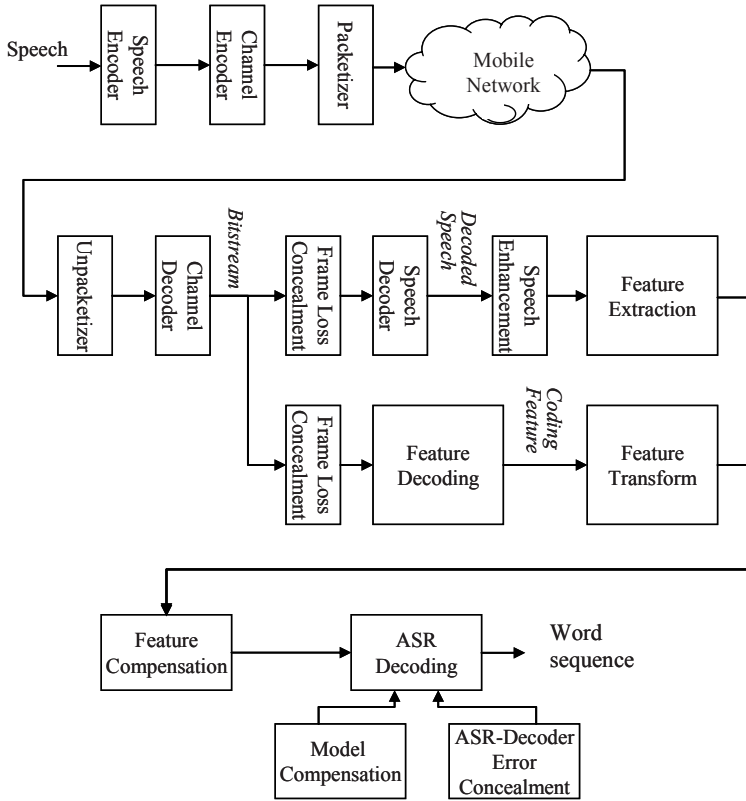 Speech
Speech
Encoder
Channel
Encoder
Packetizer
Mobile
Network
Unpacketizer
Channel
Decoder
Bitstream
Frame Loss
Concealment
Speech
Decoder
Decoded
Speech
Speech
Enhancement
Feature
Extraction
Frame Loss
Concealment
Feature
Decoding
Coding
Feature
Feature
Transform
Feature
Compensation
ASR
Decoding
Word
sequence
Model
Compensation
ASR-Decoder
Error
Concealment